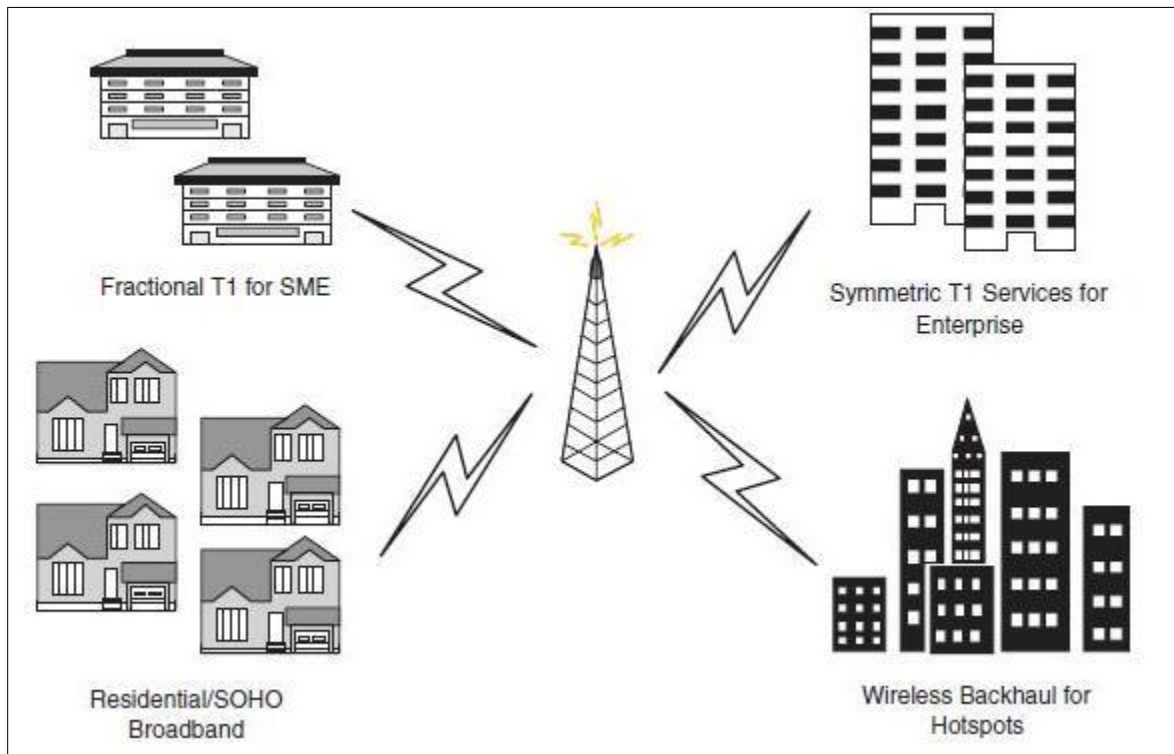 Fractional T1 for SME
Symmetric T1 Services for
Enterprise
Residential/SOHO
Broadband
Wireless Backhaul for
Hotspots